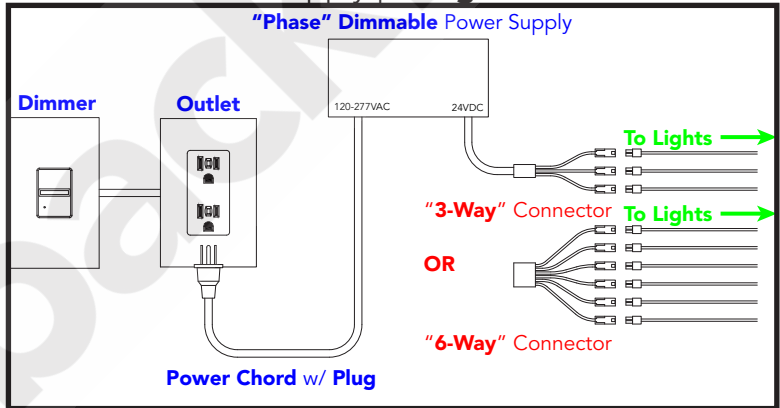 "Phase" Dimmable Power Supply
Dimmer
Outlet
120-277VAC
24VDC
To Lights
"3-Way" Connector
To Lights
OR
"6-Way" Connector
Power Chord w/ Plug